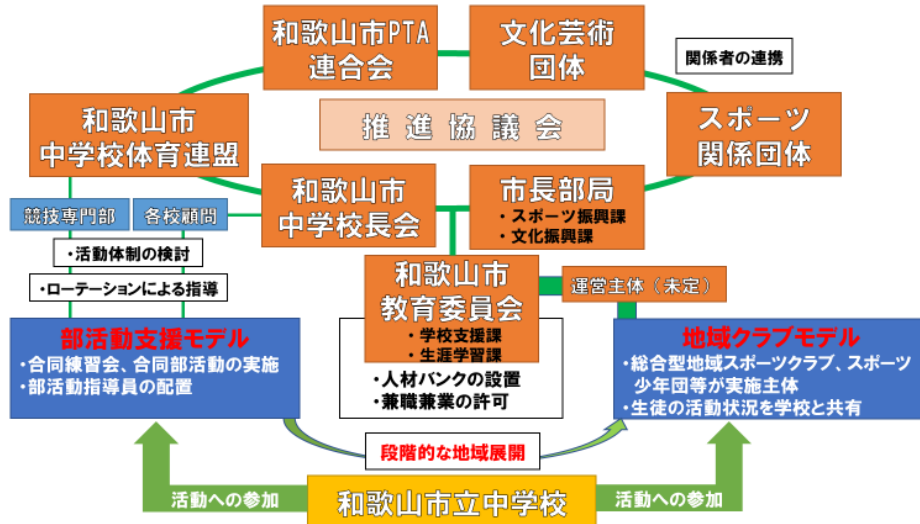 和歌山市PTA
連合会
文化芸術
団体
関係者の連携
和歌山市
中学校体育連盟
推進協議会
スポーツ
関係団体
和歌山市
中学校長会
市長部局
・スポーツ振興課
・文化振興課
競技専門部
各校顧問
・活動体制の検討
・ローテーションによる指導
和歌山市
教育委員会
・学校支援課
・生涯学習課
運営主体（未定）
部活動支援モデル
・合同練習会、合同部活動の実施
・部活動指導員の配置
・人材バンクの設置
・兼職兼業の許可
地域クラブモデル
・総合型地域スポーツクラブ、スポーツ
少年団等が実施主体
・生徒の活動状況を学校と共有
段階的な地域展開
活動への参加
和歌山市立中学校
活動への参加